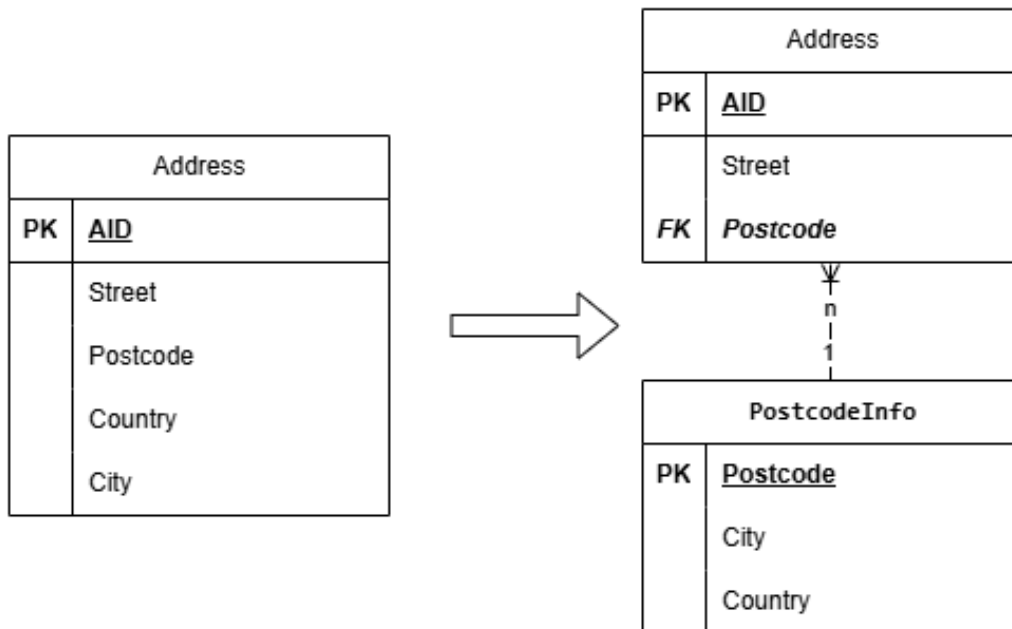 Address
PK AID
Street
Postcode
Country
City
Address
PK AID
Street
FK Postcode
n
1
PostcodeInfo
PK Postcode
City
Country